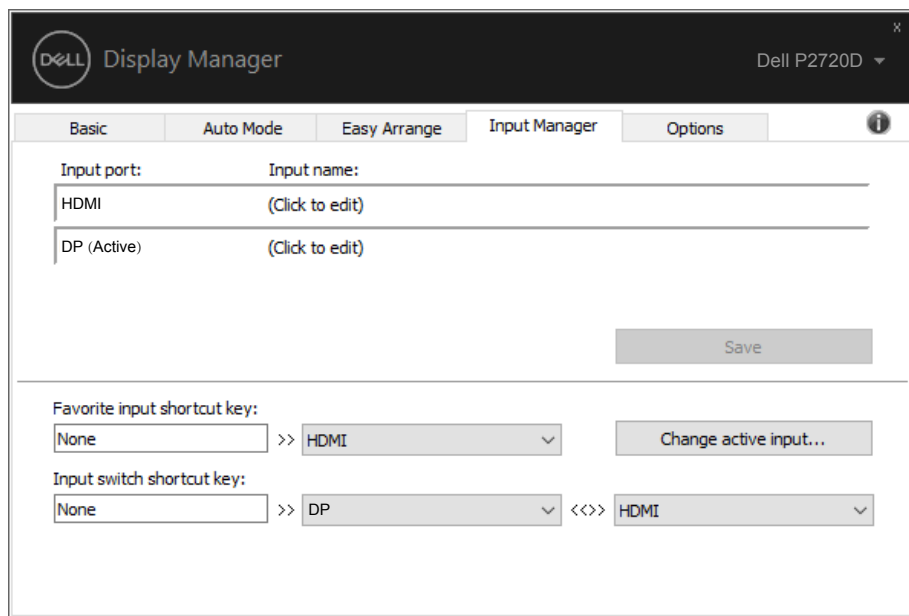 x
DELL Display Manager Dell P2720D
Basic Auto Mode Easy Arrange Input Manager Options i
Input port: Input name:
HDMI (Click to edit)
DP (Active) (Click to edit)
Save
Favorite input shortcut key:
None >> HDMI Change active input...
Input switch shortcut key:
None >> DP <<>> HDMI